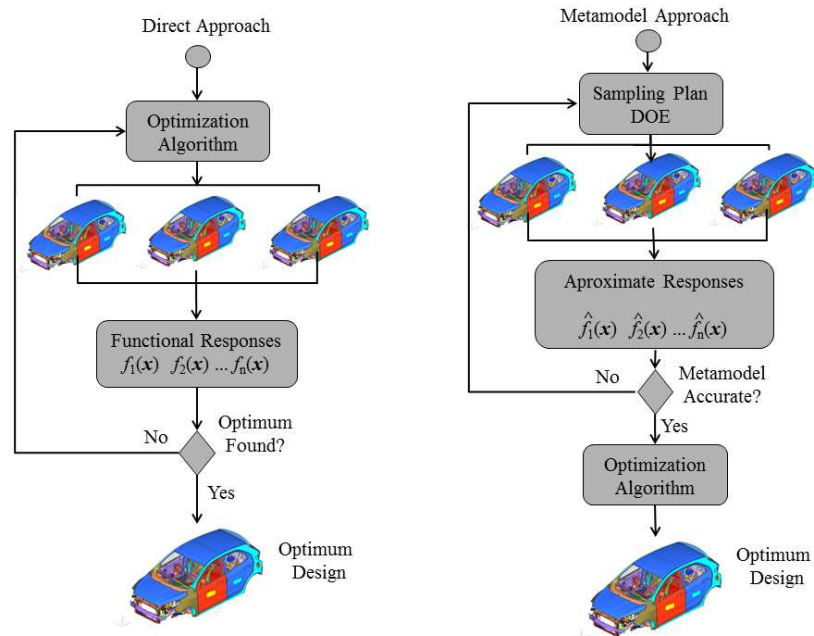 Direct Approach
Optimization
Algorithm
Functional Responses
f₁(x) f₂(x) ... fₙ(x)
No
Optimum
Found?
Yes
Optimum
Design
Metamodel Approach
Sampling Plan
DOE
Aproximate Responses
f̂₁(x) f̂₂(x) ... f̂ₙ(x)
No
Metamodel
Accurate?
Yes
Optimization
Algorithm
Optimum
Design